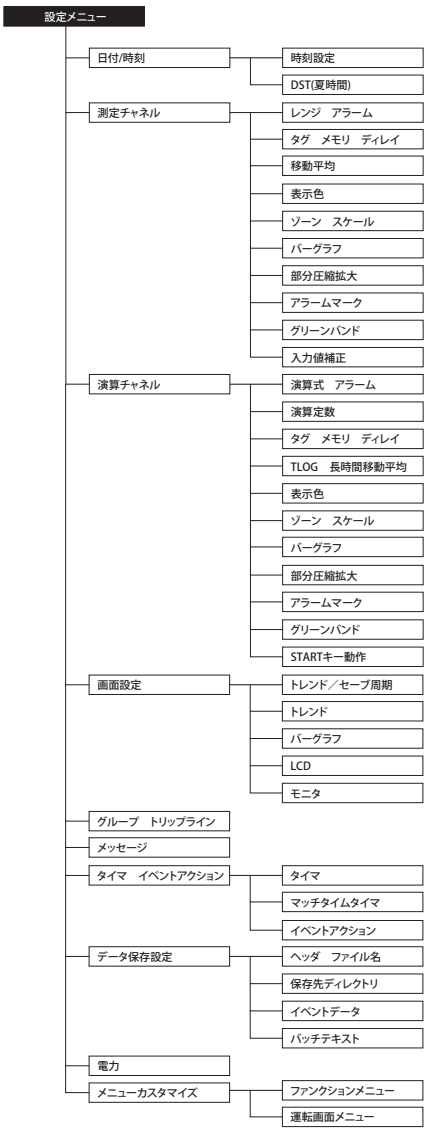 設定メニュー
日付/時刻
時刻設定
DST(夏時間)
測定チャネル
レンジ　アラーム
タグ　メモリ　ディレイ
移動平均
表示色
ゾーン　スケール
バーグラフ
部分圧縮拡大
アラームマーク
グリーンバンド
入力値補正
演算チャネル
演算式　アラーム
演算定数
タグ　メモリ　ディレイ
TLOG　長時間移動平均
表示色
ゾーン　スケール
バーグラフ
部分圧縮拡大
アラームマーク
グリーンバンド
STARTキー動作
画面設定
トレンド／セーブ周期
トレンド
バーグラフ
LCD
モニタ
グループ　トリップライン
メッセージ
タイマ　イベントアクション
タイマ
マッチタイムタイマ
イベントアクション
データ保存設定
ヘッダ　ファイル名
保存先ディレクトリ
イベントデータ
バッチテキスト
電力
メニューカスタマイズ
ファンクションメニュー
運転画面メニュー